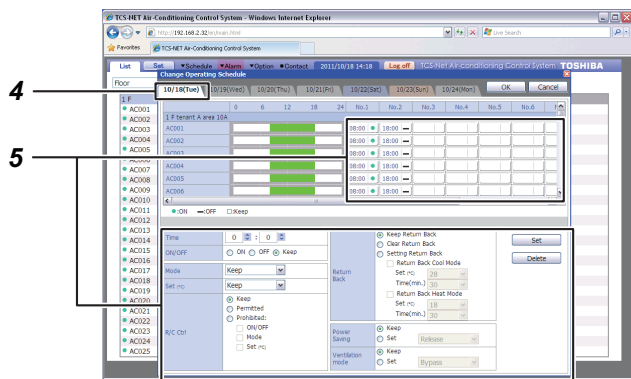 TCS-NET Air-Conditioning Control System - Windows Internet Explorer
http://192.168.2.32/en/main.html
Live Search
Favorites TCS-NET Air-Conditioning Control System
List Set ▼Schedule ▼Alarm ▼Option ●Contact 2011/10/18 14:18 Log off TCS-Net Air-conditioning Control System TOSHIBA
Change Operating Schedule
Floor
4
10/18(Tue) 10/19(Wed) 10/20(Thu) 10/21(Fri) 10/22(Sat) 10/23(Sun) 10/24(Mon) OK Cancel
1 F
0 6 12 18 24 No.1 No.2 No.3 No.4 No.5 No.6
1 F tenant A area 10A
AC001 08:00 ● 18:00 —
AC002 08:00 ● 18:00 —
AC003 08:00 ● 18:00 —
AC004 08:00 ● 18:00 —
AC005 08:00 ● 18:00 —
AC006 08:00 ● 18:00 —
5
AC001
AC002
AC003
AC004
AC005
AC006
AC007
AC008
AC009
AC010
AC011
AC012
AC013
AC014
AC015
AC016
AC017
AC018
AC019
AC020
AC021
AC022
AC023
AC024
AC025
●:ON —:OFF □:Keep
Time 0 : 0
ON/OFF ON OFF Keep
Mode Keep
Set (°C) Keep
R/C Ctrl
Keep
Permitted
Prohibited:
ON/OFF
Mode
Set (°C)
Return Back
Keep Return Back
Clear Return Back
Setting Return Back
Return Back Cool Mode
Set (°C) 28
Time(min.) 30
Return Back Heat Mode
Set (°C) 18
Time(min.) 30
Power Saving
Keep
Set Release
Ventilation mode
Keep
Set Bypass
Set
Delete